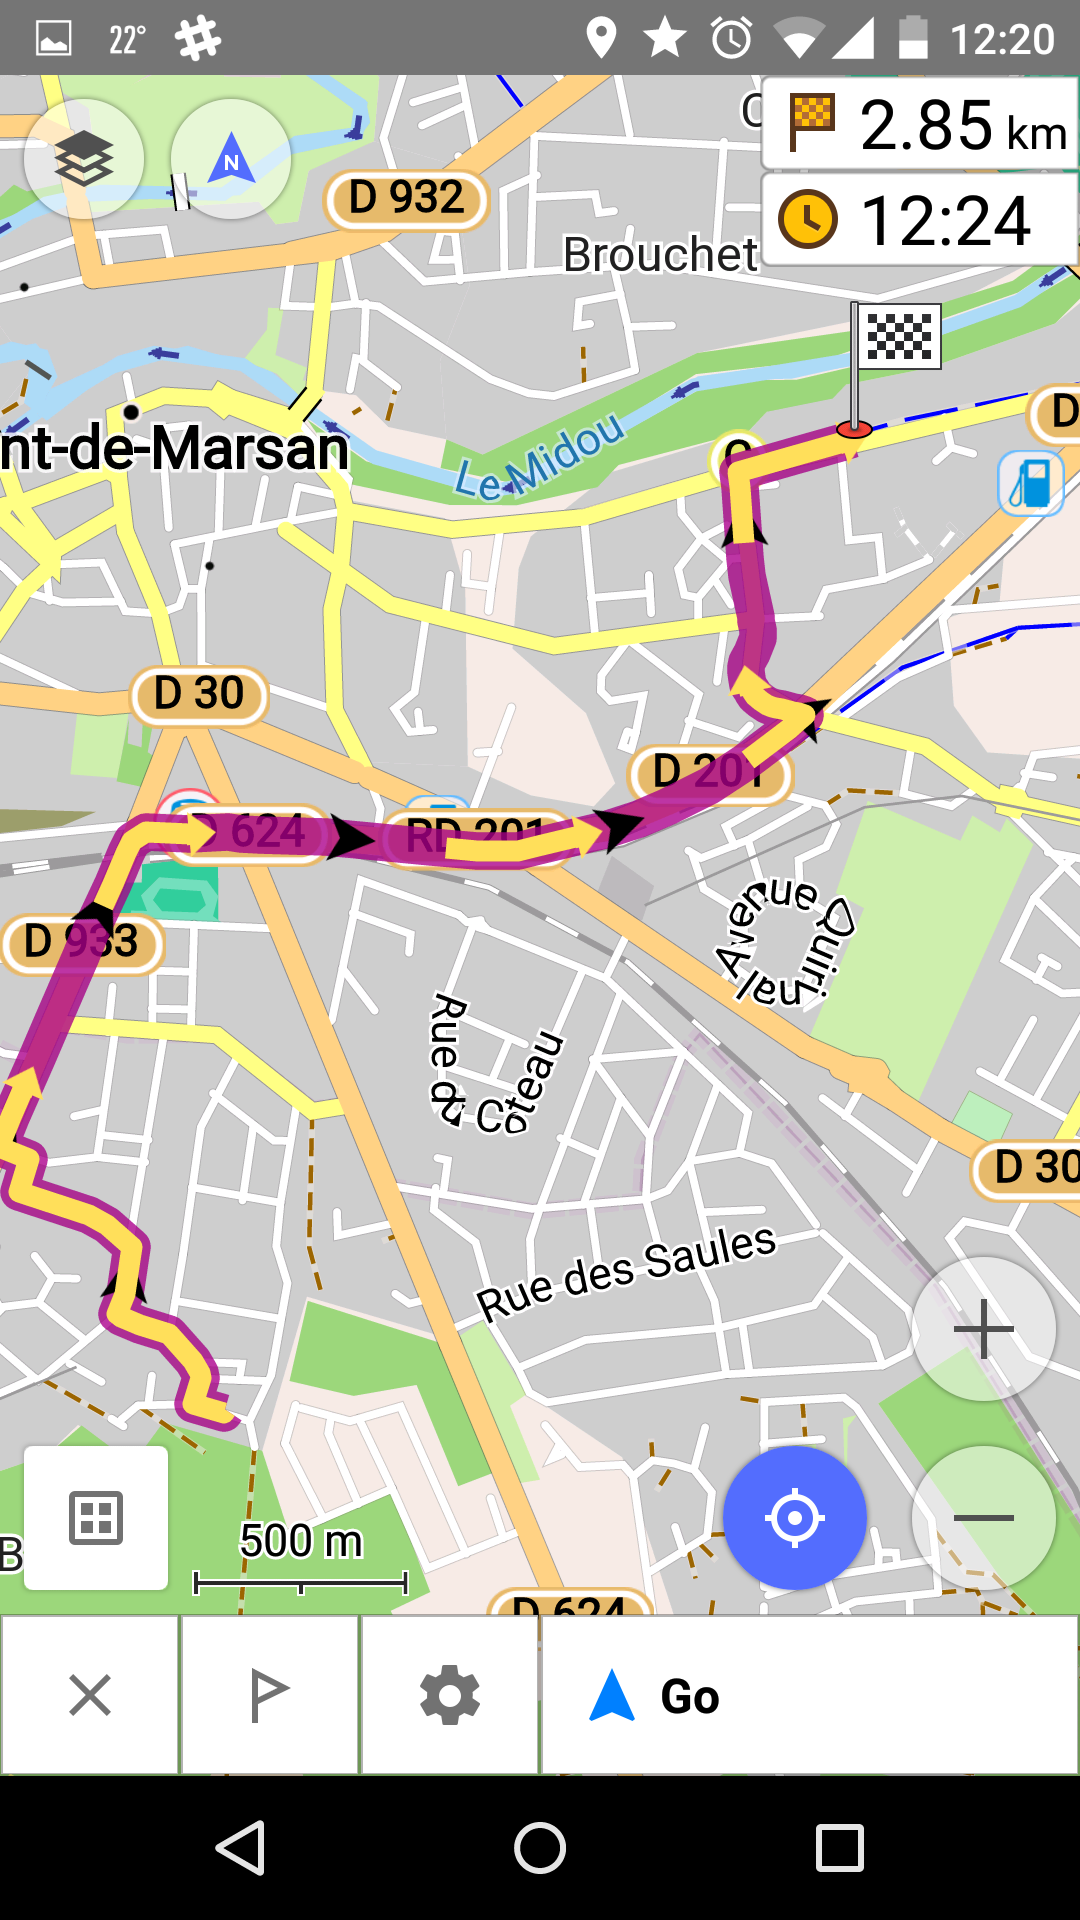 22°
12:20
2.85 km
12:24
N
D 932
Brouchet
nt-de-Marsan
Le Midou
D
D 30
D 201
D 624
RD 201
D 933
Avenue Quirinal
Rue du Coteau
D 30
Rue des Saules
500 m
B
D 624
Go